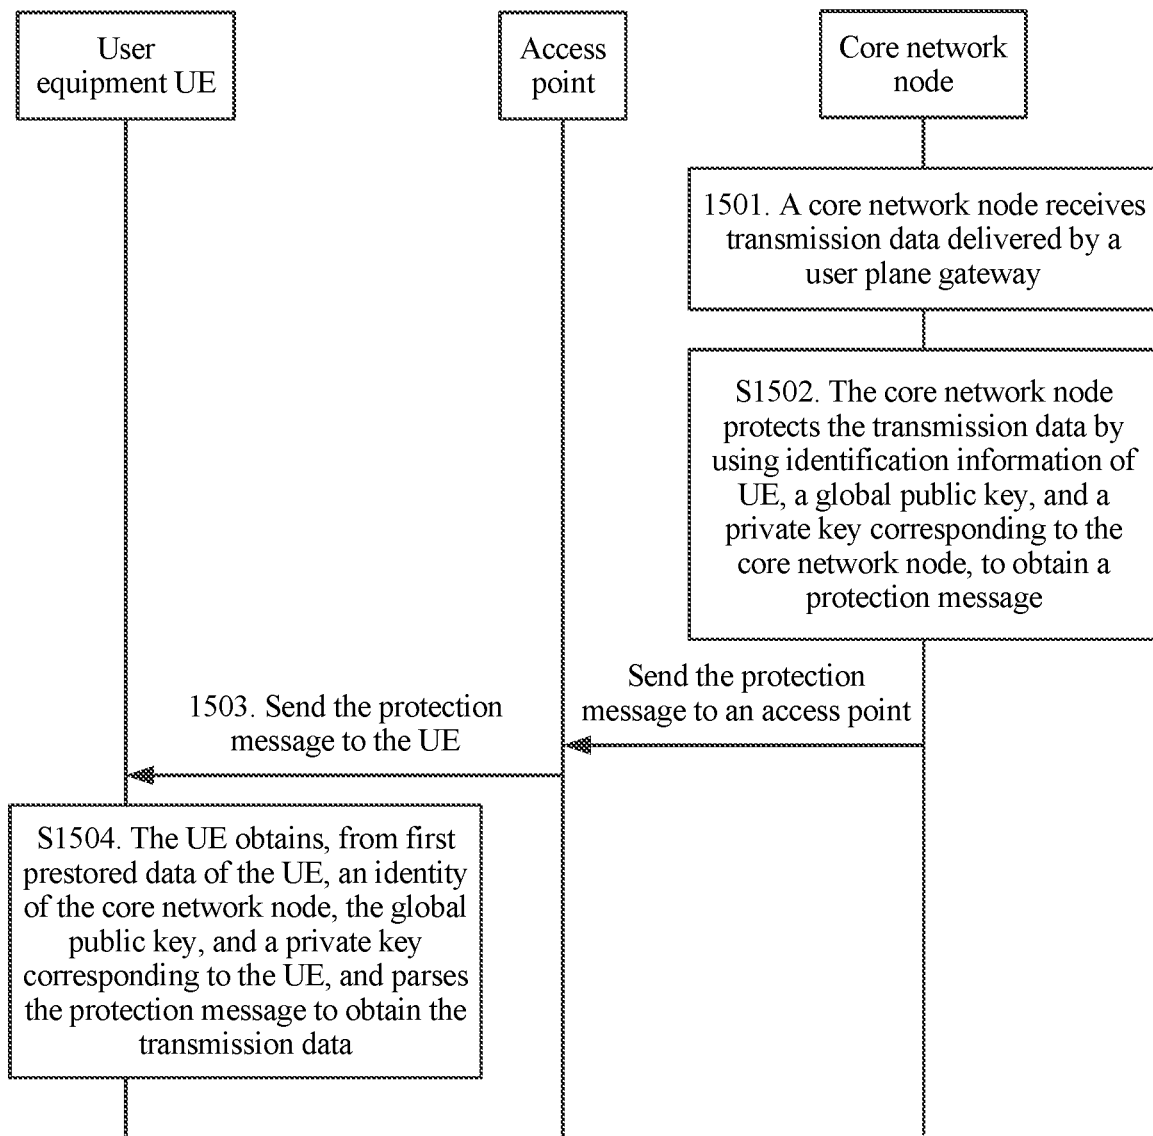 User
equipment UE
Access
point
Core network
node
1501. A core network node receives
transmission data delivered by a
user plane gateway
S1502. The core network node
protects the transmission data by
using identification information of
UE, a global public key, and a
private key corresponding to the
core network node, to obtain a
protection message
Send the protection
message to an access point
1503. Send the protection
message to the UE
S1504. The UE obtains, from first
prestored data of the UE, an identity
of the core network node, the global
public key, and a private key
corresponding to the UE, and parses
the protection message to obtain the
transmission data